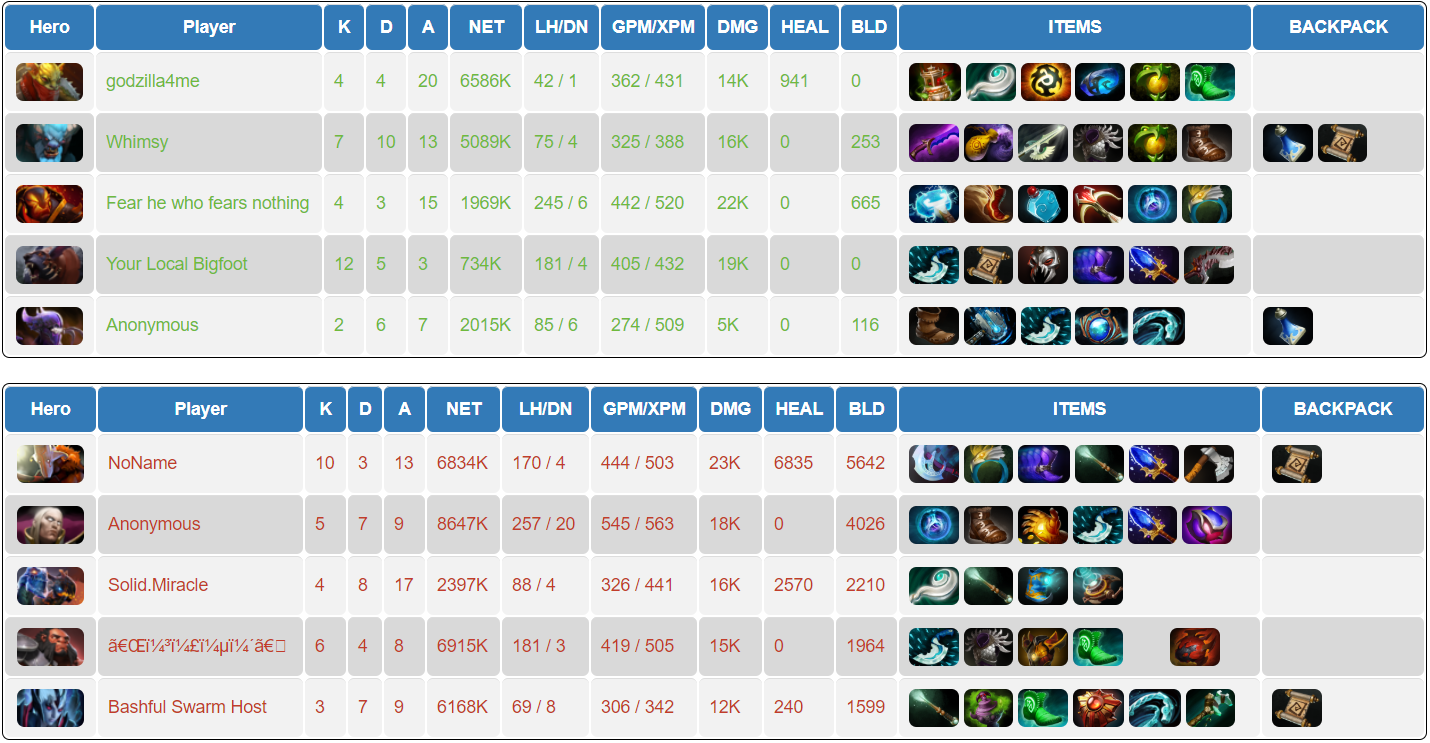 Hero Player K D A NET LH/DN GPM/XPM DMG HEAL BLD ITEMS BACKPACK
godzilla4me 4 4 20 6586K 42 / 1 362 / 431 14K 941 0
Whimsy 7 10 13 5089K 75 / 4 325 / 388 16K 0 253
Fear he who fears nothing 4 3 15 1969K 245 / 6 442 / 520 22K 0 665
Your Local Bigfoot 12 5 3 734K 181 / 4 405 / 432 19K 0 0
Anonymous 2 6 7 2015K 85 / 6 274 / 509 5K 0 116
Hero Player K D A NET LH/DN GPM/XPM DMG HEAL BLD ITEMS BACKPACK
NoName 10 3 13 6834K 170 / 4 444 / 503 23K 6835 5642
Anonymous 5 7 9 8647K 257 / 20 545 / 563 18K 0 4026
Solid.Miracle 4 8 17 2397K 88 / 4 326 / 441 16K 2570 2210
6 4 8 6915K 181 / 3 419 / 505 15K 0 1964
Bashful Swarm Host 3 7 9 6168K 69 / 8 306 / 342 12K 240 1599